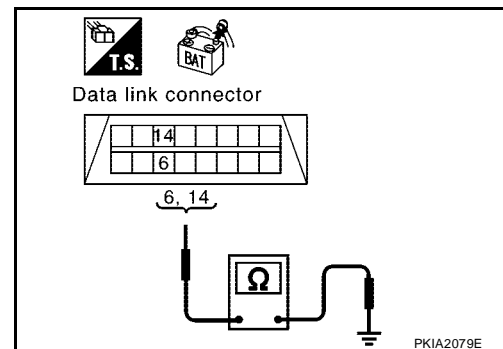 T.S.
BAT
Data link connector
14
6
6, 14
Ω
PKIA2079E